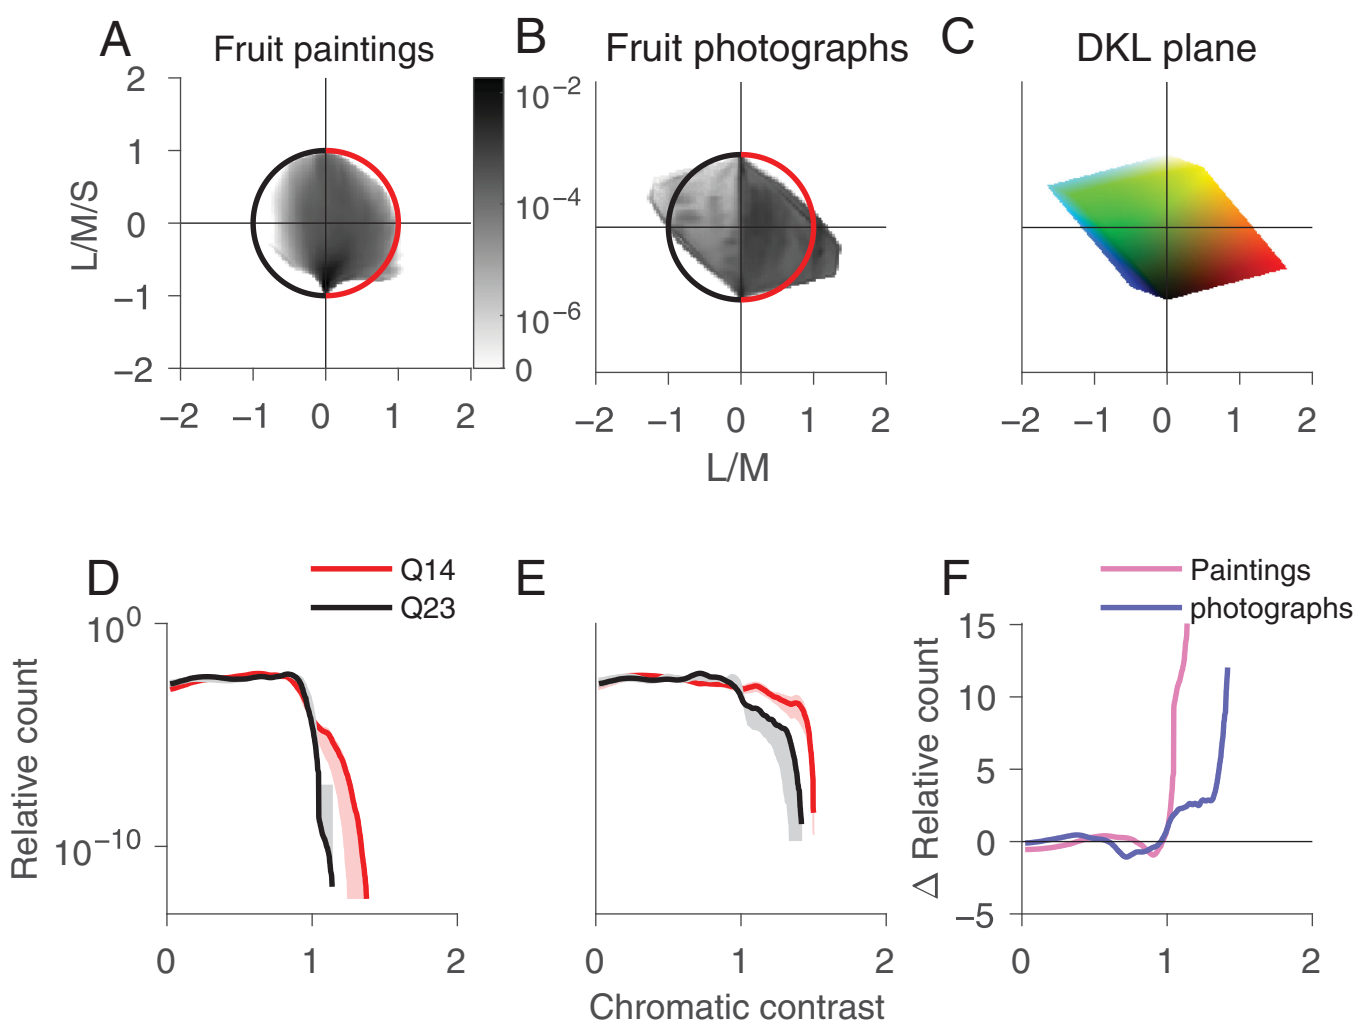 A
Fruit paintings
B
Fruit photographs
C
DKL plane
2
1
0
−1
−2
L/M/S
−2 −1 0 1 2
10−2
10−4
10−6
0
−2 −1 0 1 2
L/M
−2 −1 0 1 2
D
Q14
Q23
E
F
Paintings
photographs
100
10−10
Relative count
0 1 2
0 1 2
Chromatic contrast
15
10
5
0
−5
Δ Relative count
0 1 2